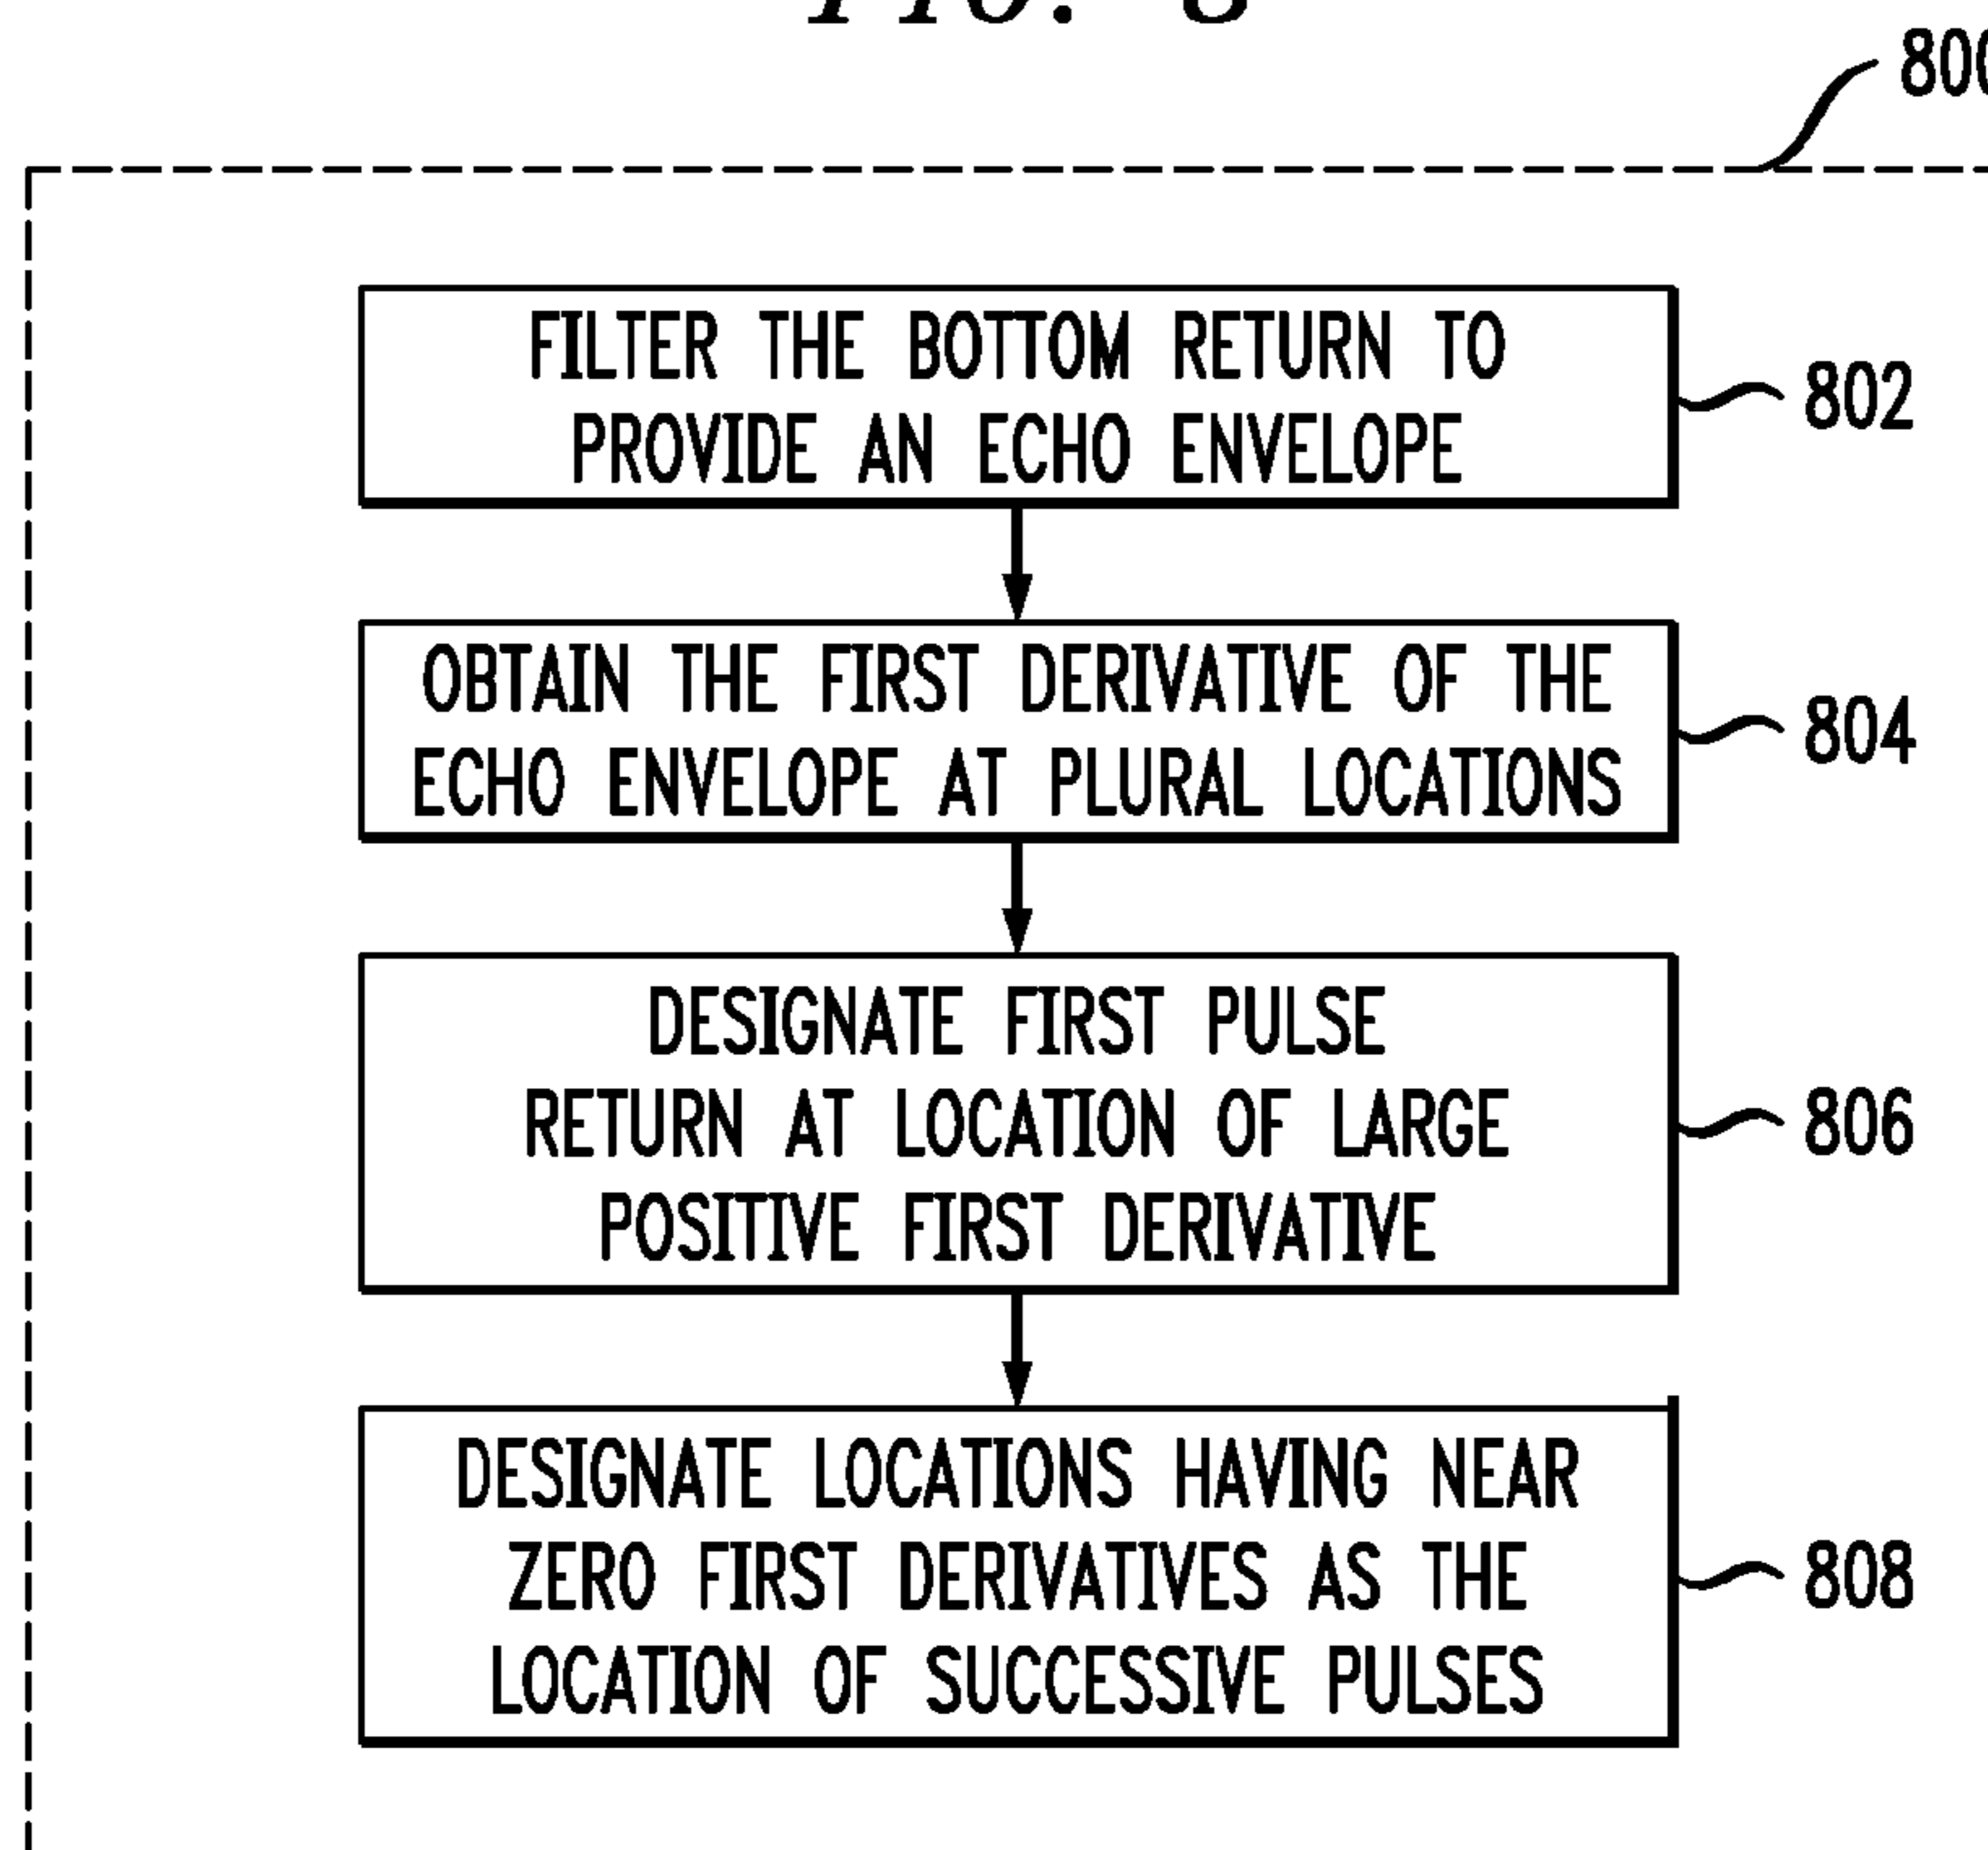 FIG. 8
800
FILTER THE BOTTOM RETURN TO
PROVIDE AN ECHO ENVELOPE
802
OBTAIN THE FIRST DERIVATIVE OF THE
ECHO ENVELOPE AT PLURAL LOCATIONS
804
DESIGNATE FIRST PULSE
RETURN AT LOCATION OF LARGE
POSITIVE FIRST DERIVATIVE
806
DESIGNATE LOCATIONS HAVING NEAR
ZERO FIRST DERIVATIVES AS THE
LOCATION OF SUCCESSIVE PULSES
808